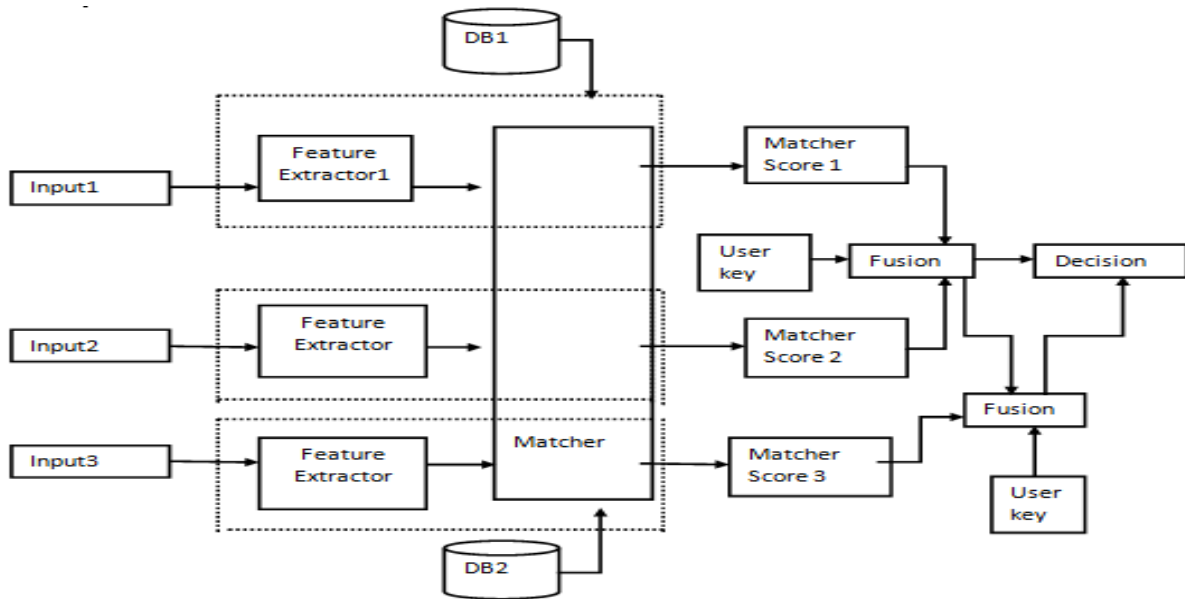 DB1
Feature
Extractor1
Matcher
Score 1
Input1
User
key
Fusion
Decision
Feature
Extractor
Matcher
Score 2
Input2
Fusion
Matcher
Feature
Extractor
Matcher
Score 3
Input3
User
key
DB2